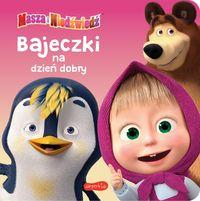 Masza i Niedźwiedź
Bajeczki
na
dzień dobry